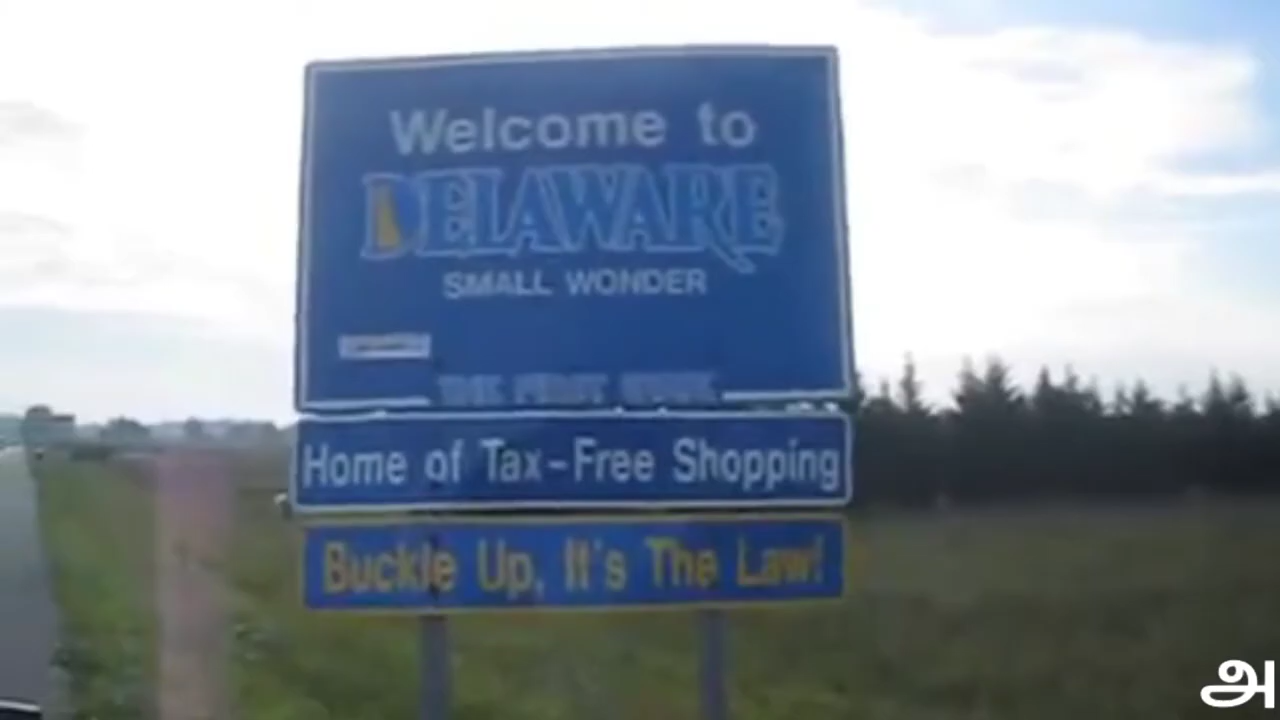 Welcome to
DELAWARE
SMALL WONDER
Home of Tax-Free Shopping
Buckle Up, It's The Law!
அ